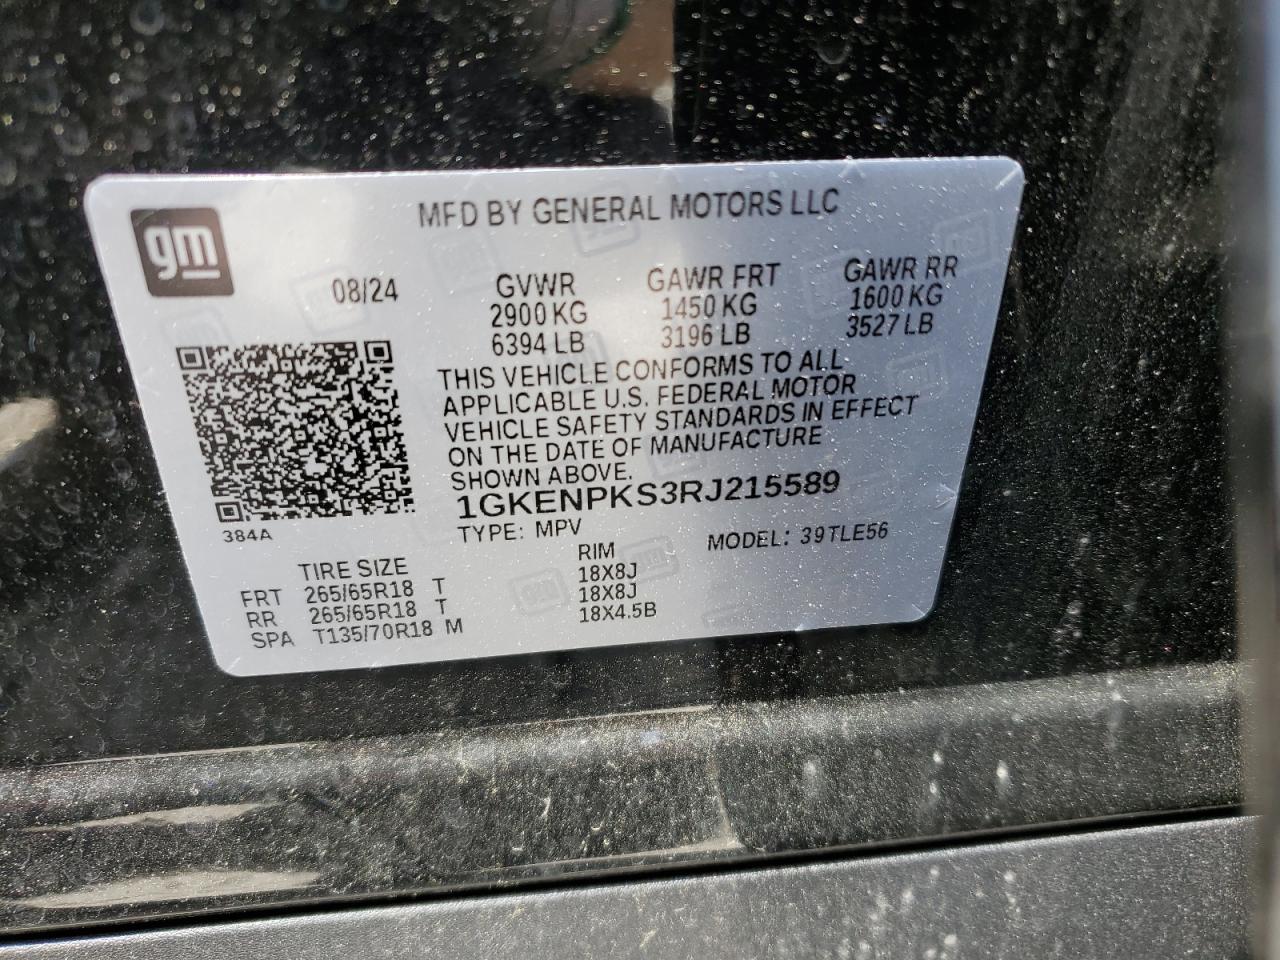 gm
MFD BY GENERAL MOTORS LLC
08/24 GVWR GAWR FRT GAWR RR
2900 KG 1450 KG 1600 KG
6394 LB 3196 LB 3527 LB
THIS VEHICLE CONFORMS TO ALL
APPLICABLE U.S. FEDERAL MOTOR
VEHICLE SAFETY STANDARDS IN EFFECT
ON THE DATE OF MANUFACTURE
SHOWN ABOVE.
1GKENPKS3RJ215589
384A TYPE: MPV MODEL: 39TLE56
TIRE SIZE RIM
FRT 265/65R18 T 18X8J
RR 265/65R18 T 18X8J
SPA T135/70R18 M 18X4.5B